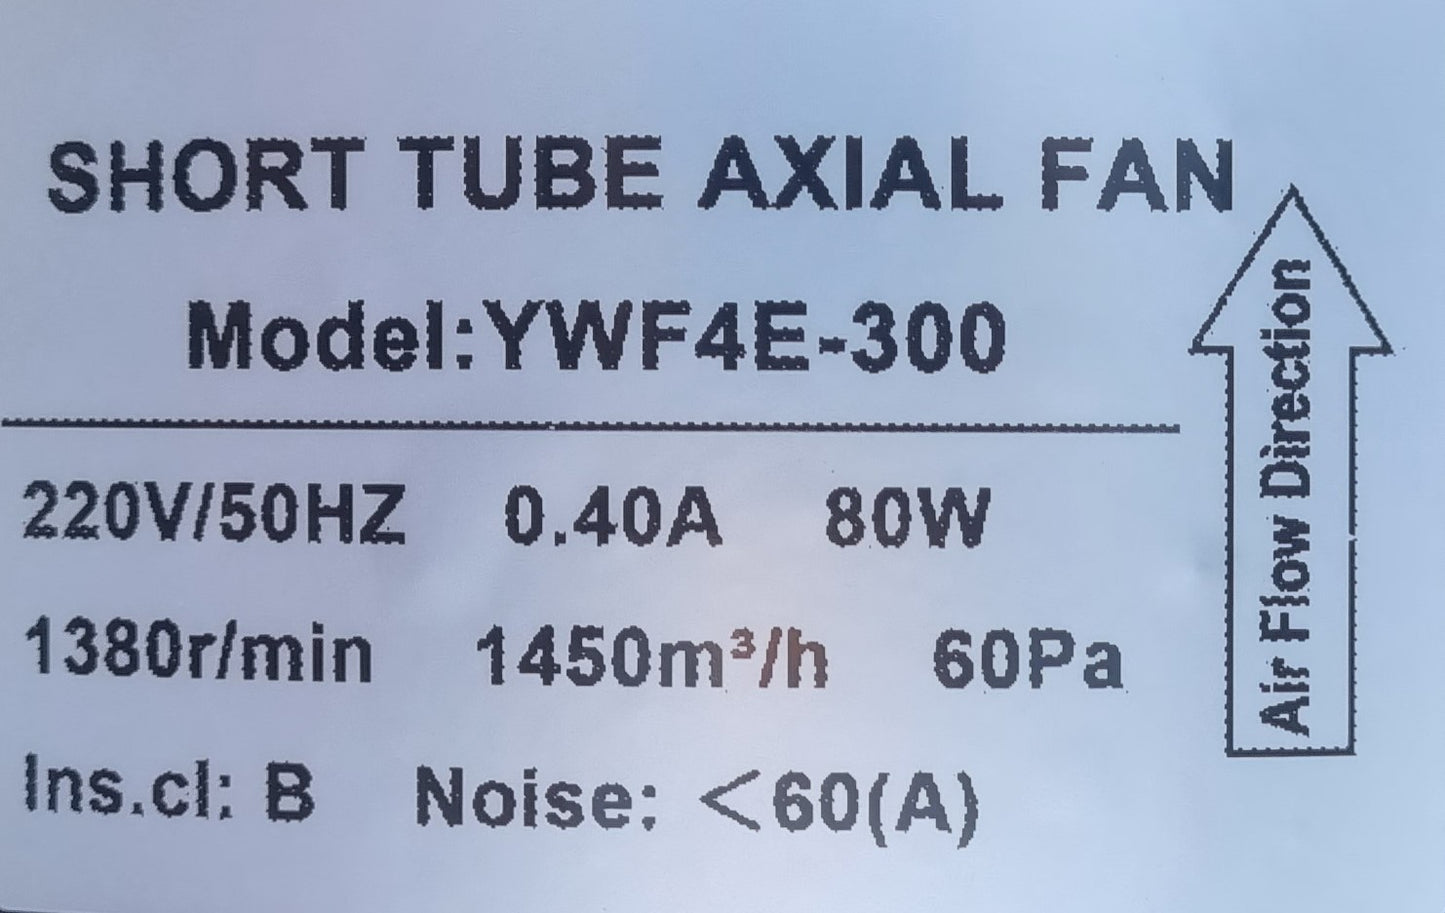 SHORT TUBE AXIAL FAN
Model:YWF4E-300
220V/50HZ 0.40A 80W
1380r/min 1450m³/h 60Pa
Ins.cl: B Noise: <60(A)
Air Flow Direction